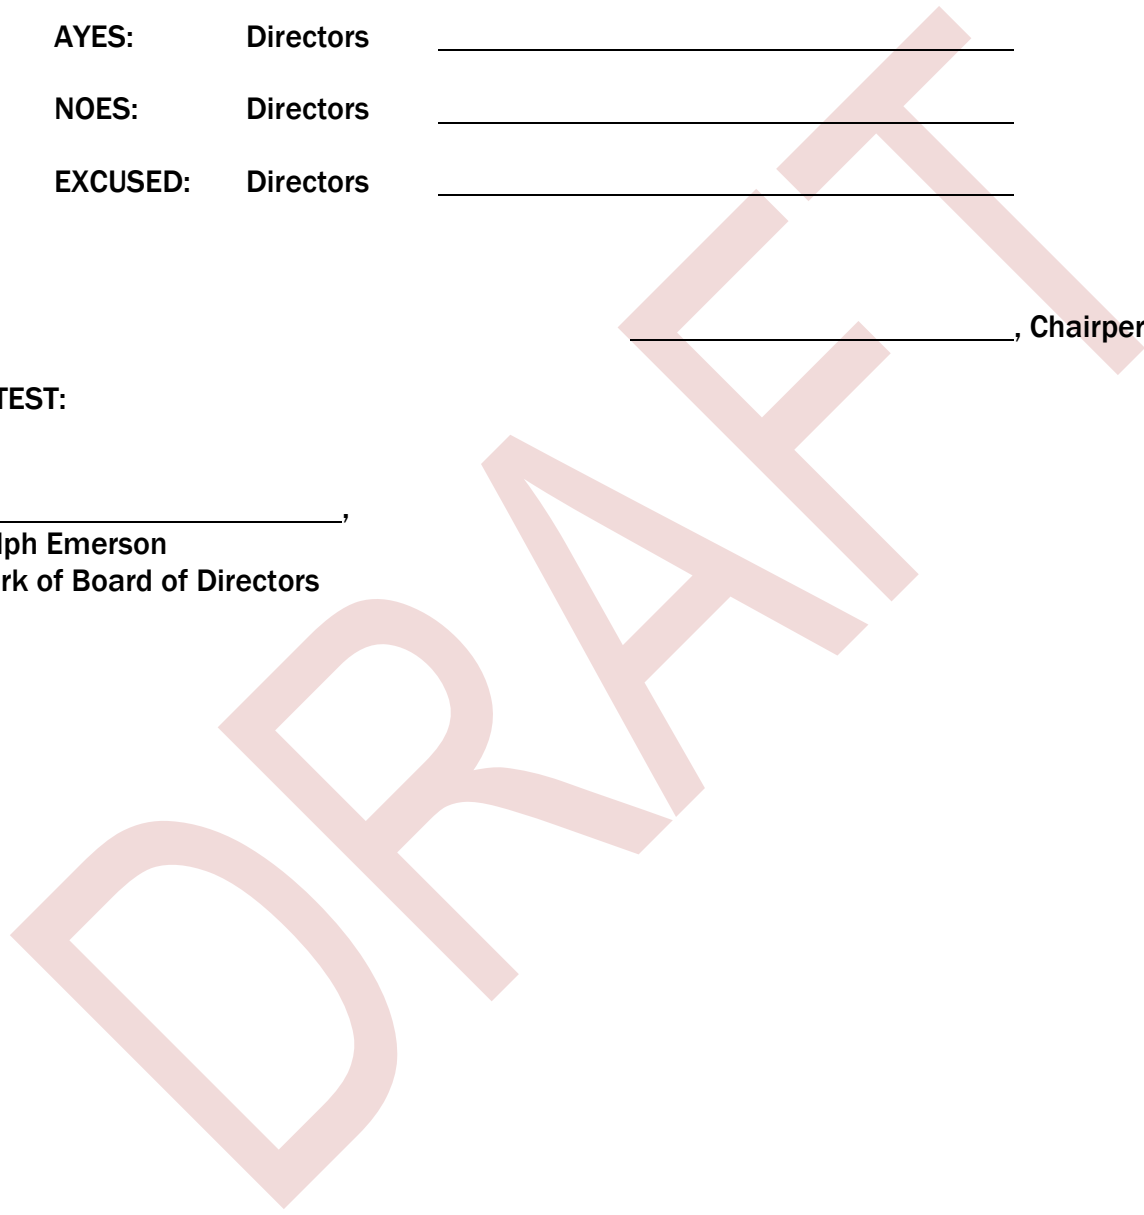 AYES: Directors
NOES: Directors
EXCUSED: Directors
, Chairper
TEST:
,
lph Emerson
rk of Board of Directors
DRAFT